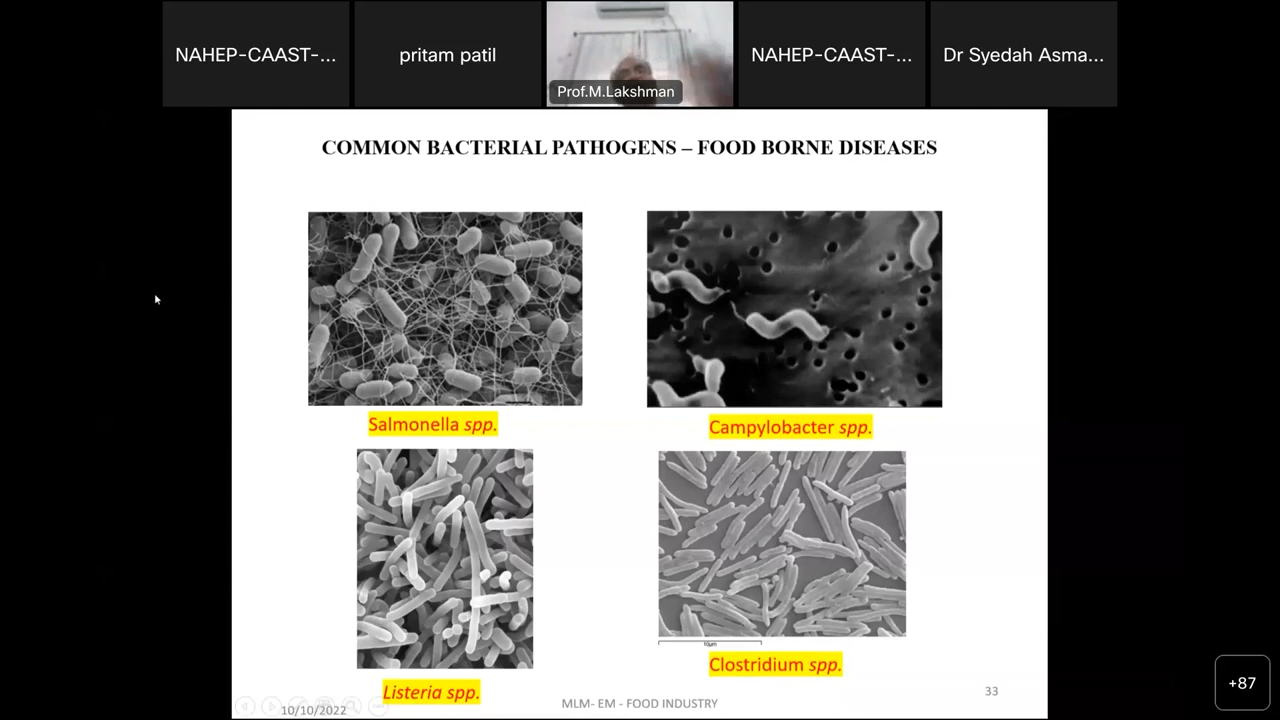 NAHEP-CAAST-...
pritam patil
Prof.M.Lakshman
NAHEP-CAAST-...
Dr Syedah Asma...
COMMON BACTERIAL PATHOGENS – FOOD BORNE DISEASES
Salmonella spp.
Campylobacter spp.
10µm
Listeria spp.
Clostridium spp.
10/10/2022
MLM- EM - FOOD INDUSTRY
33
+87